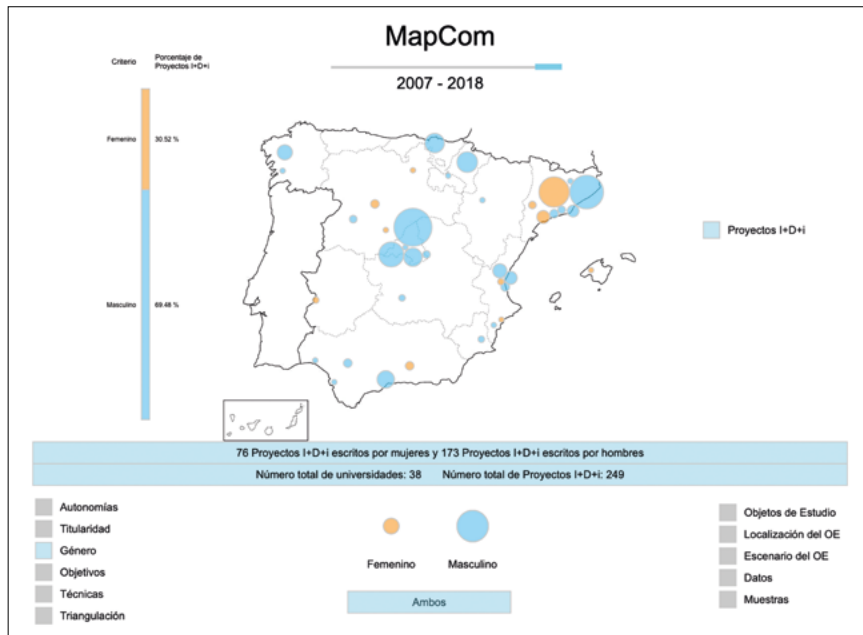 MapCom
2007 - 2018
Criterio
Porcentaje de
Proyectos I+D+i
Femenino
30.52 %
Masculino
69.48 %
Proyectos I+D+i
76 Proyectos I+D+i escritos por mujeres y 173 Proyectos I+D+i escritos por hombres
Número total de universidades: 38 Número total de Proyectos I+D+i: 249
Autonomías
Titularidad
Género
Objetivos
Técnicas
Triangulación
Femenino
Masculino
Ambos
Objetos de Estudio
Localización del OE
Escenario del OE
Datos
Muestras